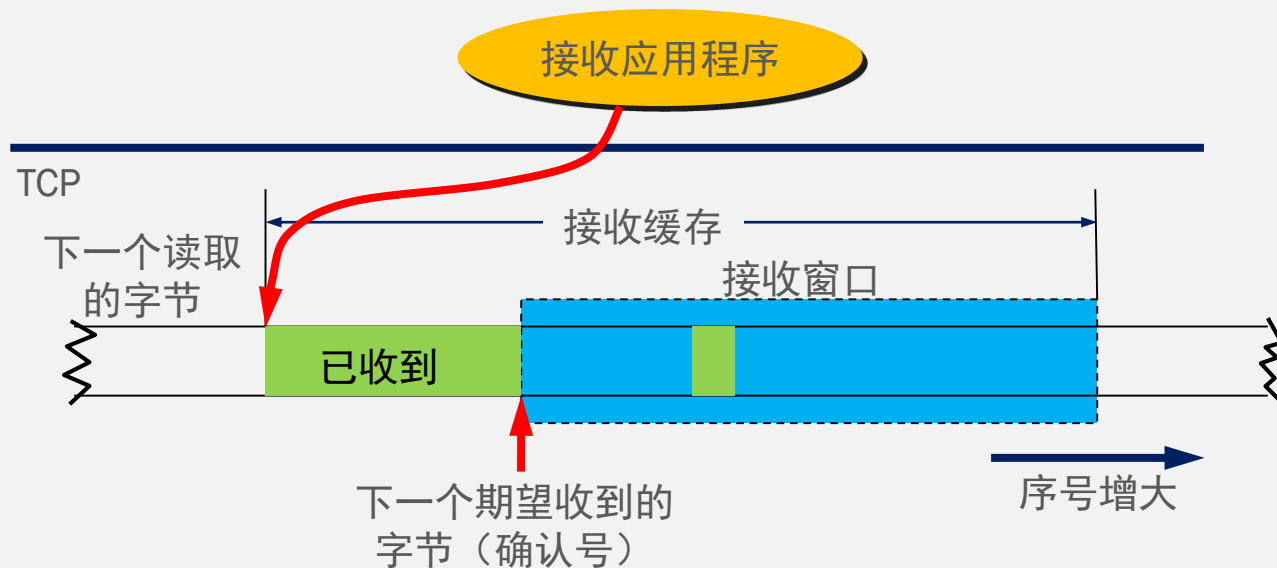 接收应用程序
TCP
接收缓存
下一个读取
的字节
接收窗口
已收到
序号增大
下一个期望收到的
字节（确认号）